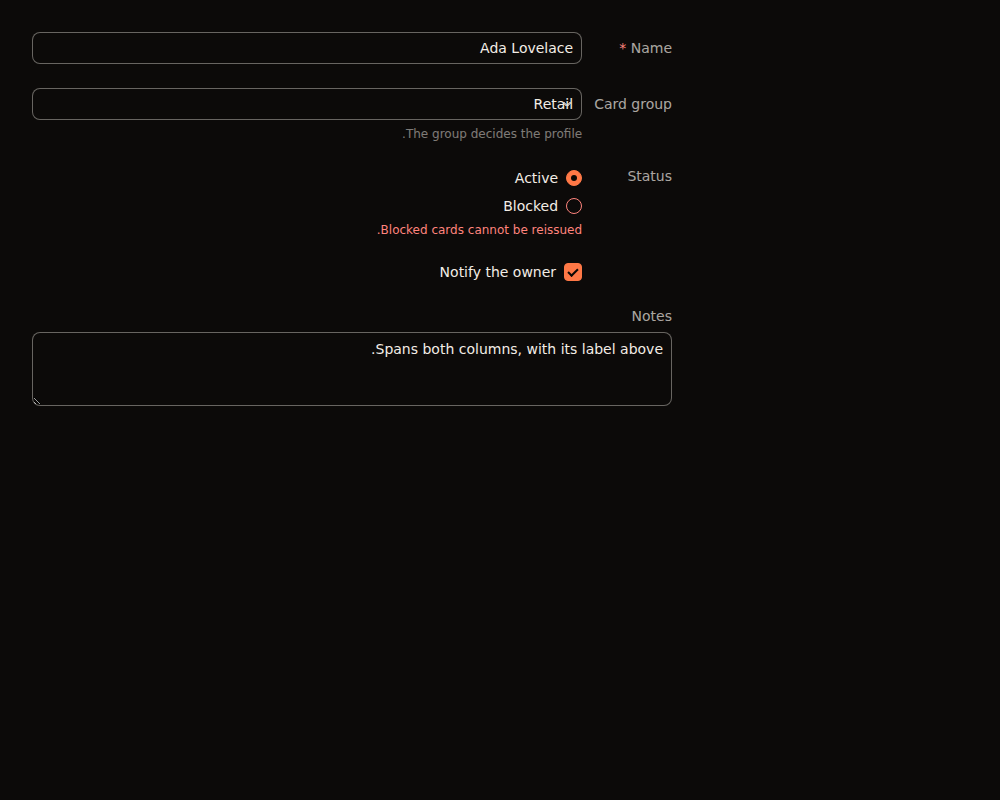 Name *
Ada Lovelace
Card group
Retail
.The group decides the profile
Status
Active
Blocked
.Blocked cards cannot be reissued
Notify the owner
Notes
.Spans both columns, with its label above